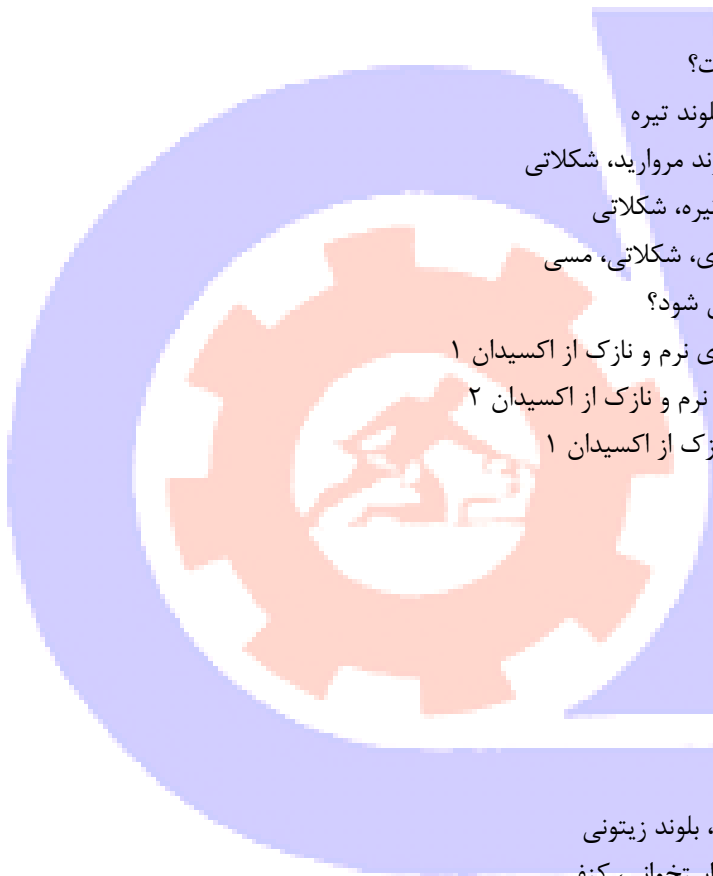 ت؟
لوند تیره
ند مروارید، شکلاتی
تیره، شکلاتی
ی، شکلاتی، مسی
ی شود؟
ی نرم و نازک از اکسیدان ۱
نرم و نازک از اکسیدان ۲
زک از اکسیدان ۱
، بلوند زیتونی